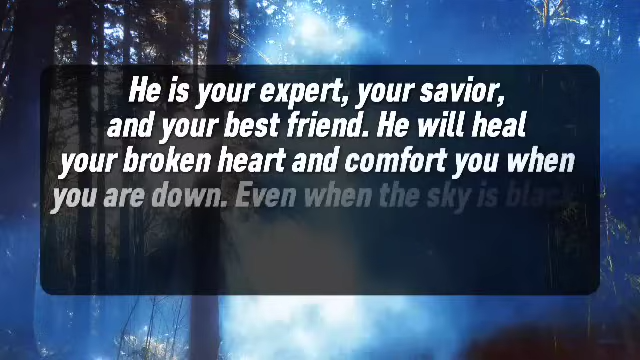 He is your expert, your savior,
and your best friend. He will heal
your broken heart and comfort you when
you are down. Even when the sky is black